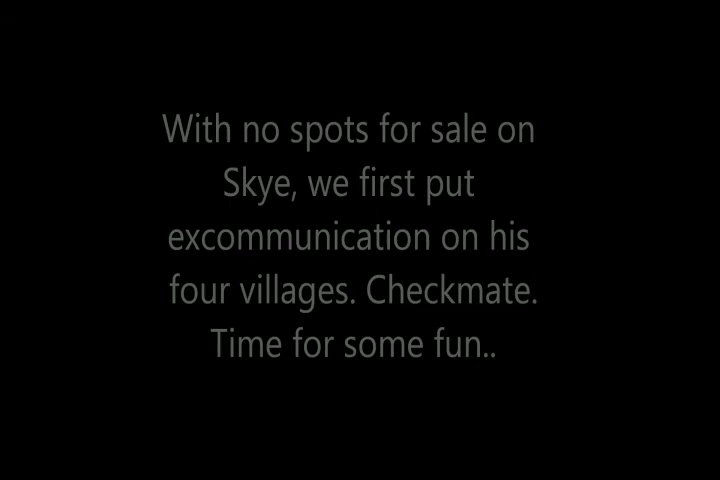 With no spots for sale on
Skye, we first put
excommunication on his
four villages. Checkmate.
Time for some fun..